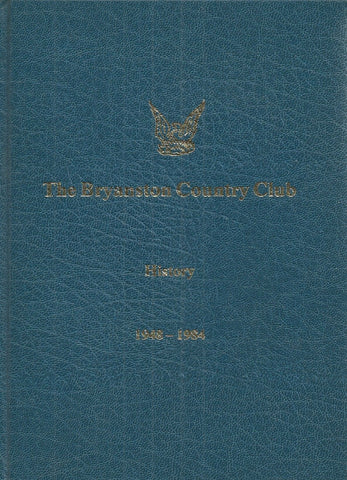 The Bryanston Country Club
History
1948 – 1984